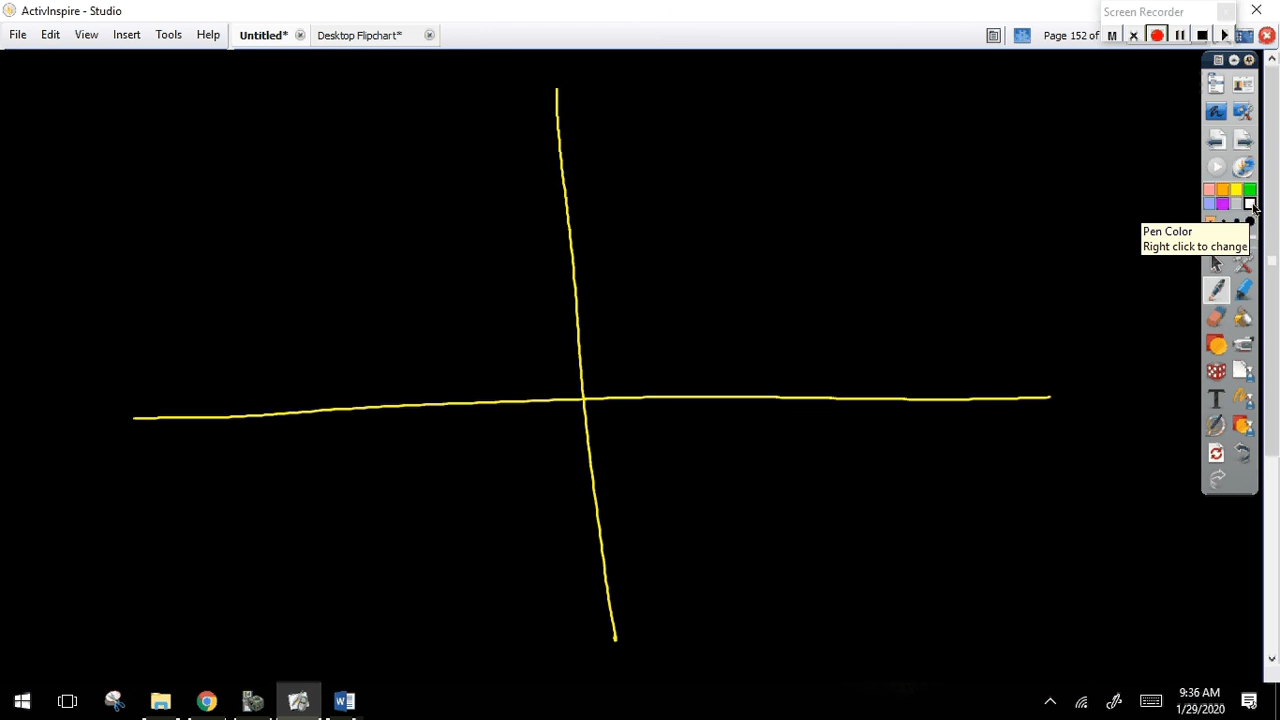 ActivInspire - Studio
Screen Recorder
File Edit View Insert Tools Help Untitled* Desktop Flipchart* Page 152 of M
Pen Color
Right click to change
T
W
9:36 AM
1/29/2020